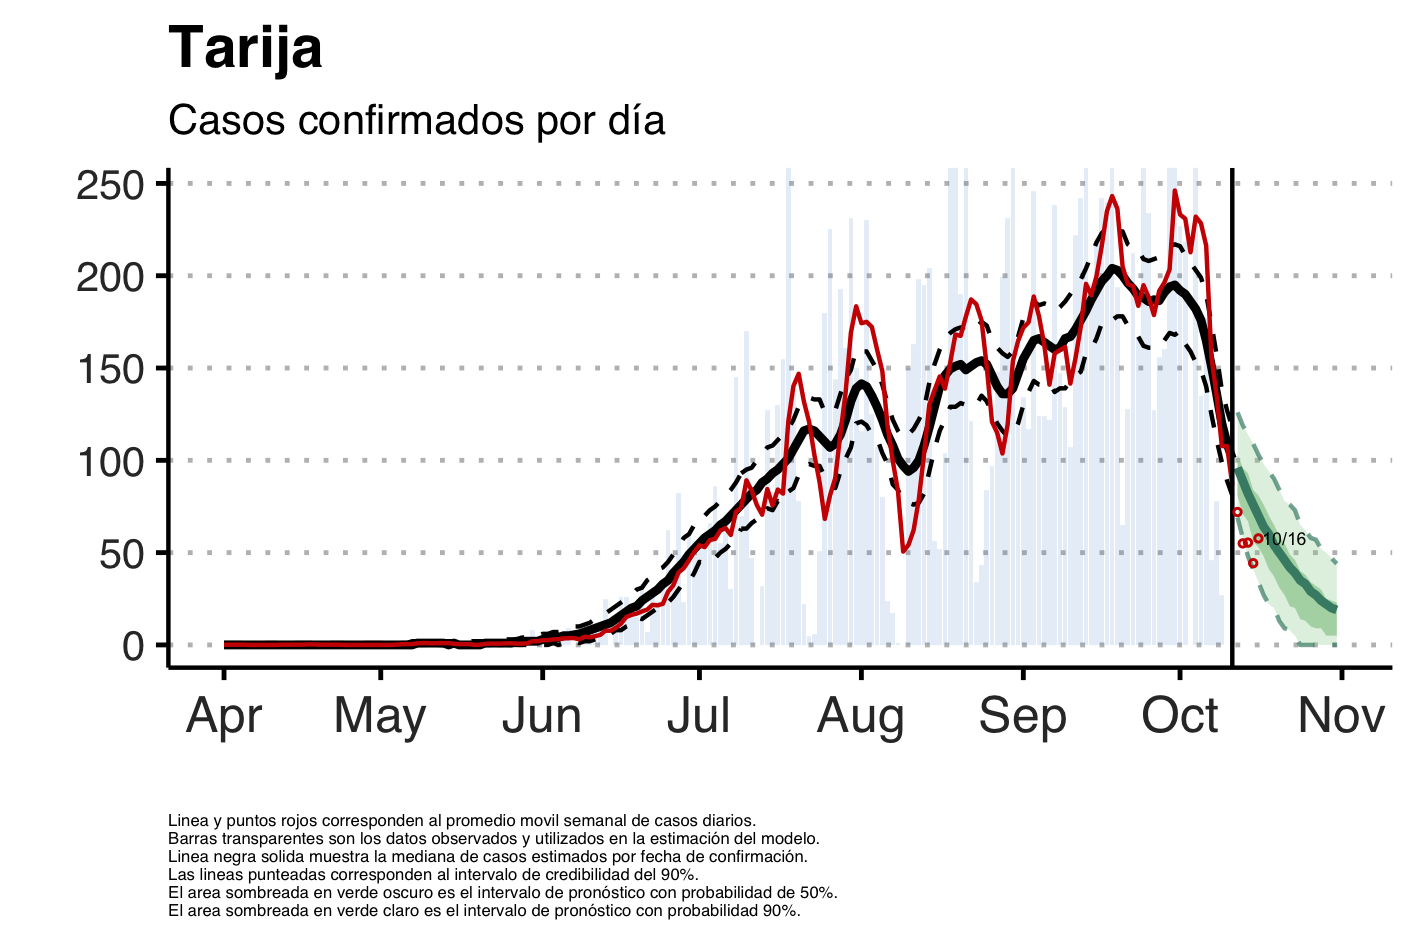 Tarija
Casos confirmados por día
250
200
150
100
50
0
10/16
Apr May Jun Jul Aug Sep Oct Nov
Linea y puntos rojos corresponden al promedio movil semanal de casos diarios.
Barras transparentes son los datos observados y utilizados en la estimación del modelo.
Linea negra solida muestra la mediana de casos estimados por fecha de confirmación.
Las lineas punteadas corresponden al intervalo de credibilidad del 90%.
El area sombreada en verde oscuro es el intervalo de pronóstico con probabilidad de 50%.
El area sombreada en verde claro es el intervalo de pronóstico con probabilidad 90%.